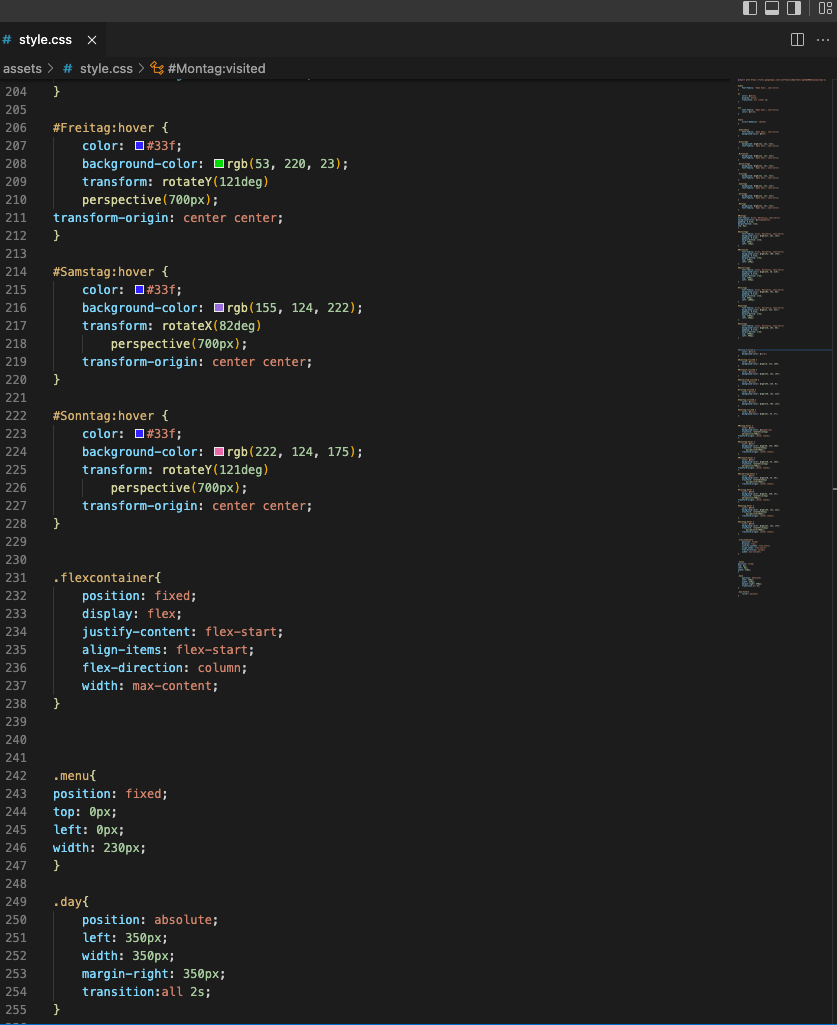 # style.css ×
assets > # style.css > #Montag:visited
204 }
205
206 #Freitag:hover {
207     color: #33f;
208     background-color: rgb(53, 220, 23);
209     transform: rotateY(121deg)
210     perspective(700px);
211 transform-origin: center center;
212 }
213
214 #Samstag:hover {
215     color: #33f;
216     background-color: rgb(155, 124, 222);
217     transform: rotateX(82deg)
218         perspective(700px);
219     transform-origin: center center;
220 }
221
222 #Sonntag:hover {
223     color: #33f;
224     background-color: rgb(222, 124, 175);
225     transform: rotateY(121deg)
226         perspective(700px);
227     transform-origin: center center;
228 }
229
230
231 .flexcontainer{
232     position: fixed;
233     display: flex;
234     justify-content: flex-start;
235     align-items: flex-start;
236     flex-direction: column;
237     width: max-content;
238 }
239
240
241
242 .menu{
243 position: fixed;
244 top: 0px;
245 left: 0px;
246 width: 230px;
247 }
248
249 .day{
250     position: absolute;
251     left: 350px;
252     width: 350px;
253     margin-right: 350px;
254     transition:all 2s;
255 }